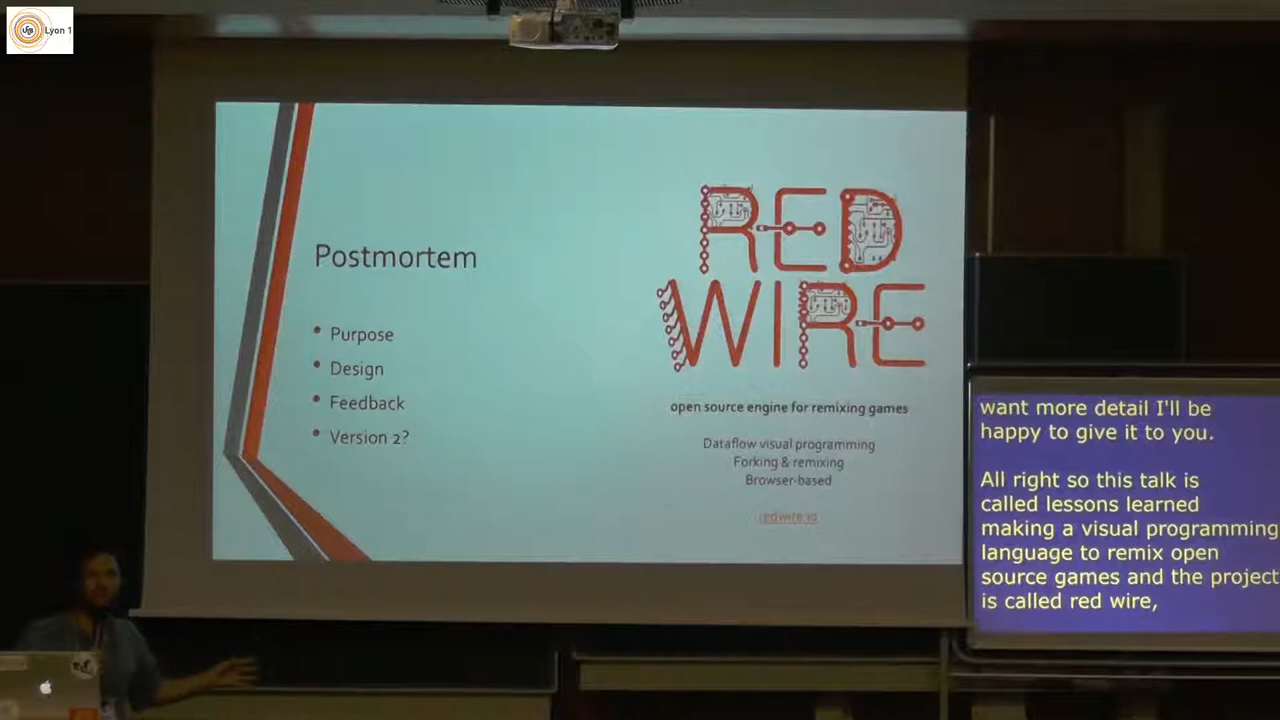 Lyon 1
Postmortem
• Purpose
• Design
• Feedback
• Version 2?
RED
WIRE
open source engine for remixing games
Dataflow visual programming
Forking & remixing
Browser-based
redwire.io
want more detail I'll be
happy to give it to you.
All right so this talk is
called lessons learned
making a visual programming
language to remix open
source games and the project
is called red wire,